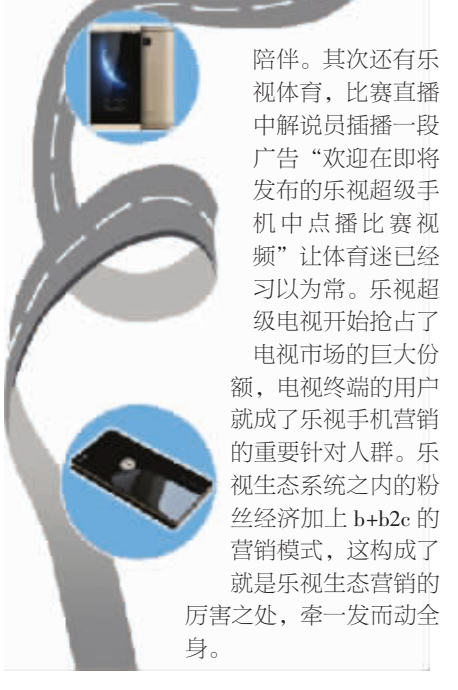 陪伴。其次还有乐
视体育，比赛直播
中解说员插播一段
广告“欢迎在即将
发布的乐视超级手
机中点播比赛视
频”让体育迷已经
习以为常。乐视超
级电视开始抢占了
电视市场的巨大份
额，电视终端的用户
就成了乐视手机营销
的重要针对人群。乐
视生态系统之内的粉
丝经济加上 b+b2c 的
营销模式，这构成了
就是乐视生态营销的
厉害之处，牵一发而动全
身。